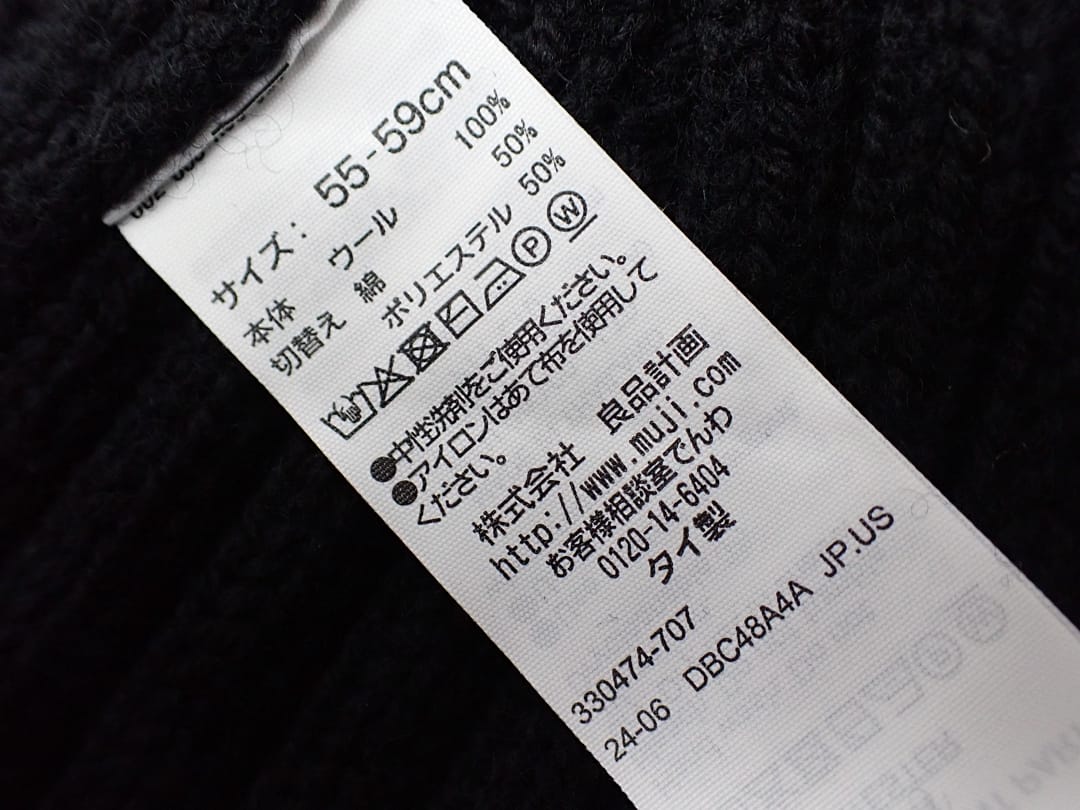 サイズ: 55-59cm
本体 ウール 100%
切替え 綿 50%
ポリエステル 50%
P W
●中性洗剤をご使用ください。
●アイロンはあて布を使用して
ください。
株式会社 良品計画
http://www.muji.com
お客様相談室でんわ
0120-14-6404
タイ製
330474-707
24-06 DBC48A4A JP.US